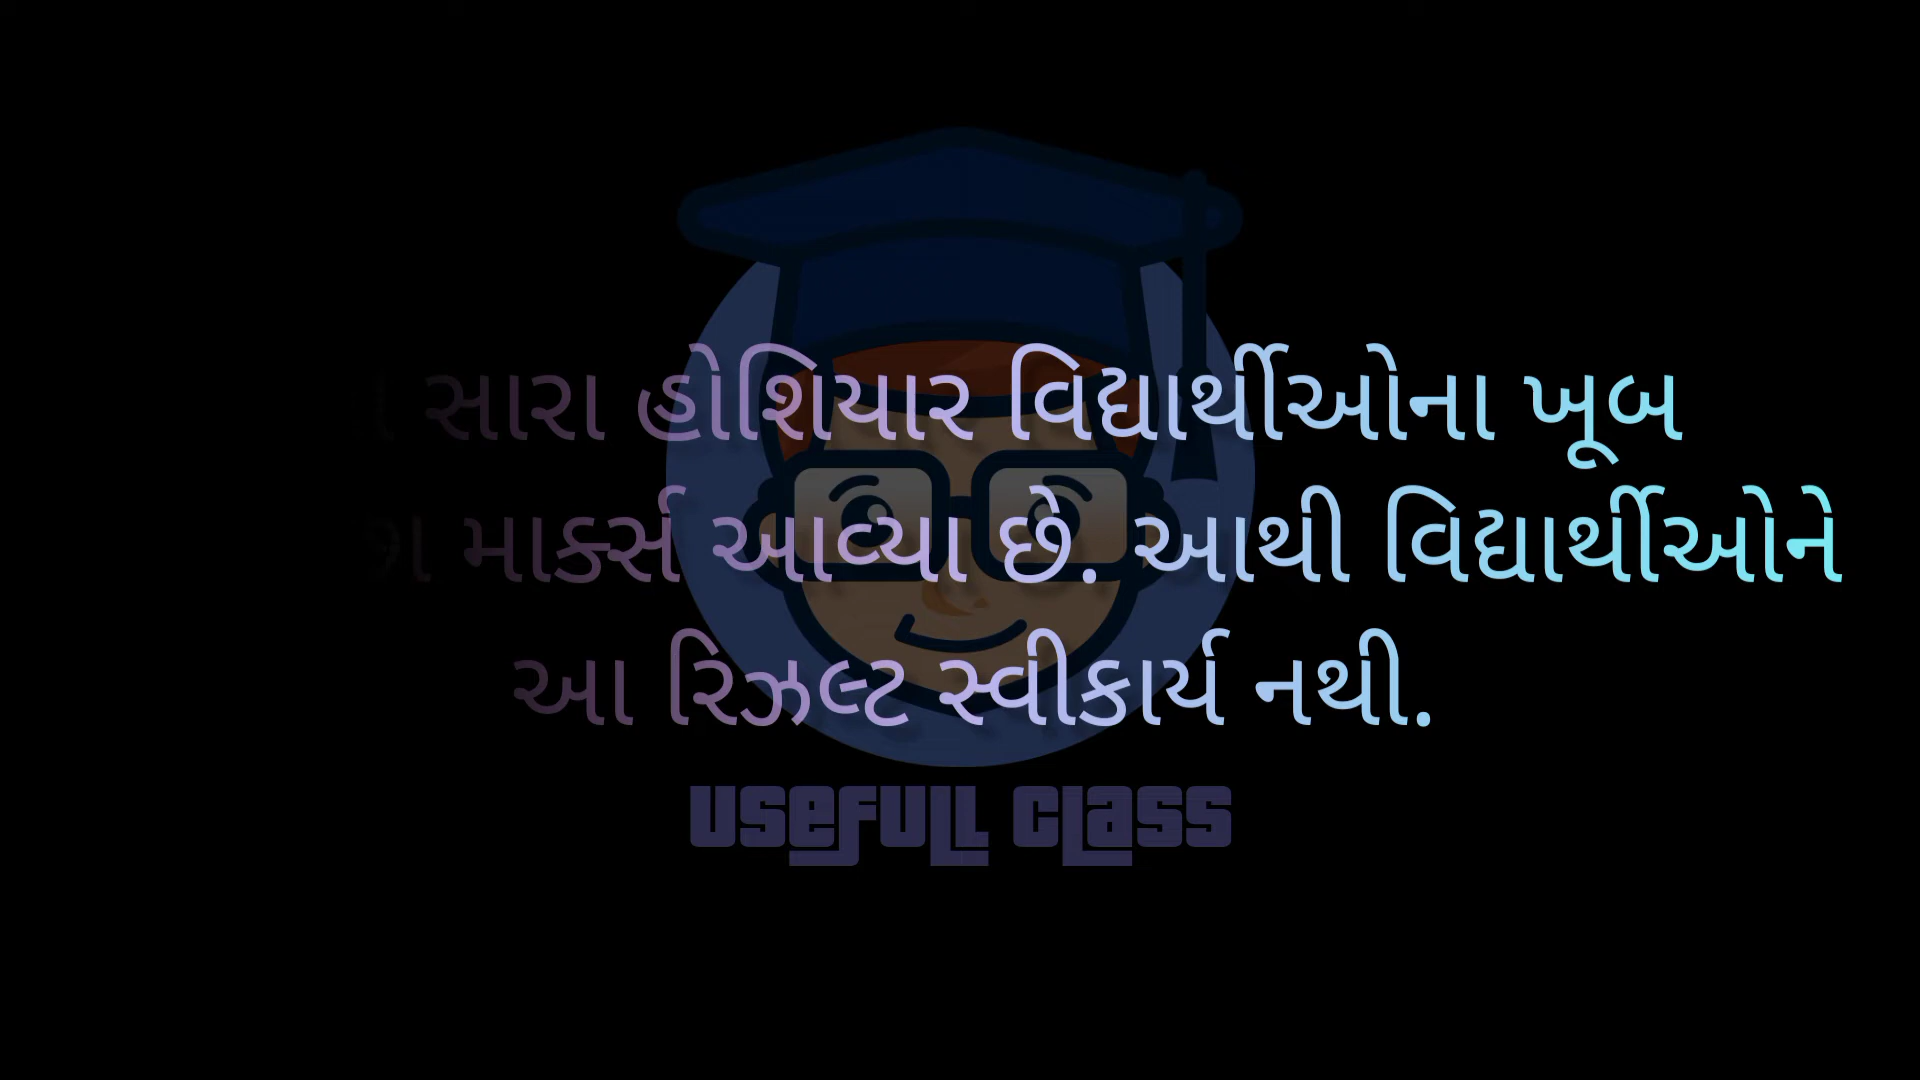 સારા હોશિયાર વિદ્યાર્થીઓના ખૂબ
માર્ક્સ આવ્યા છે. આથી વિદ્યાર્થીઓને
આ રિઝલ્ટ સ્વીકાર્ય નથી.
USEFULL CLASS